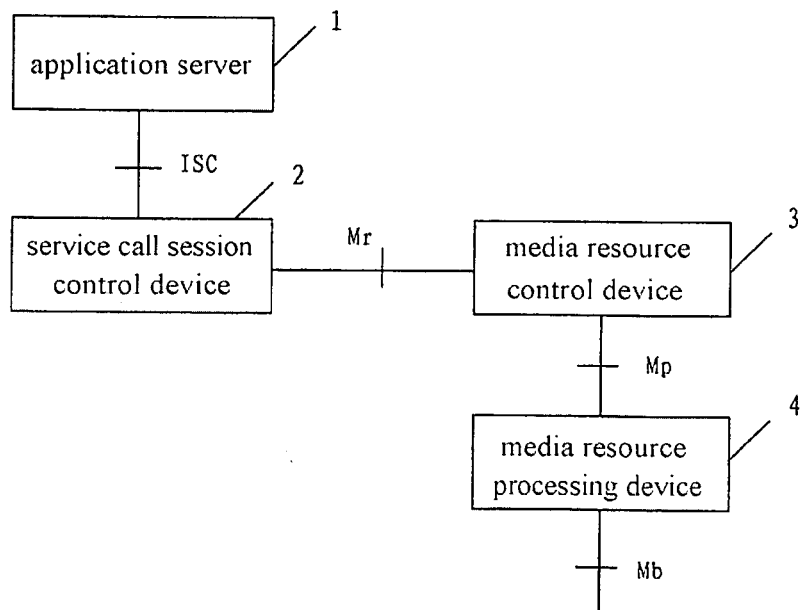 1
application server
ISC
2
service call session
control device
Mr
3
media resource
control device
Mp
4
media resource
processing device
Mb